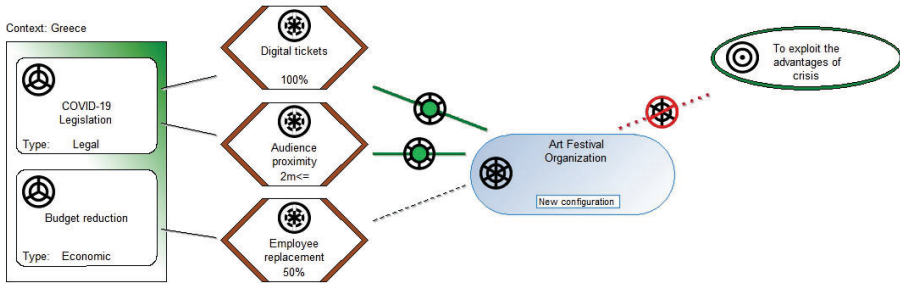 Context: Greece
COVID-19
Legislation
Type: Legal
Budget reduction
Type: Economic
Digital tickets
100%
Audience
proximity
2m<=
Employee
replacement
50%
Art Festival
Organization
New configuration
To exploit the
advantages of
crisis